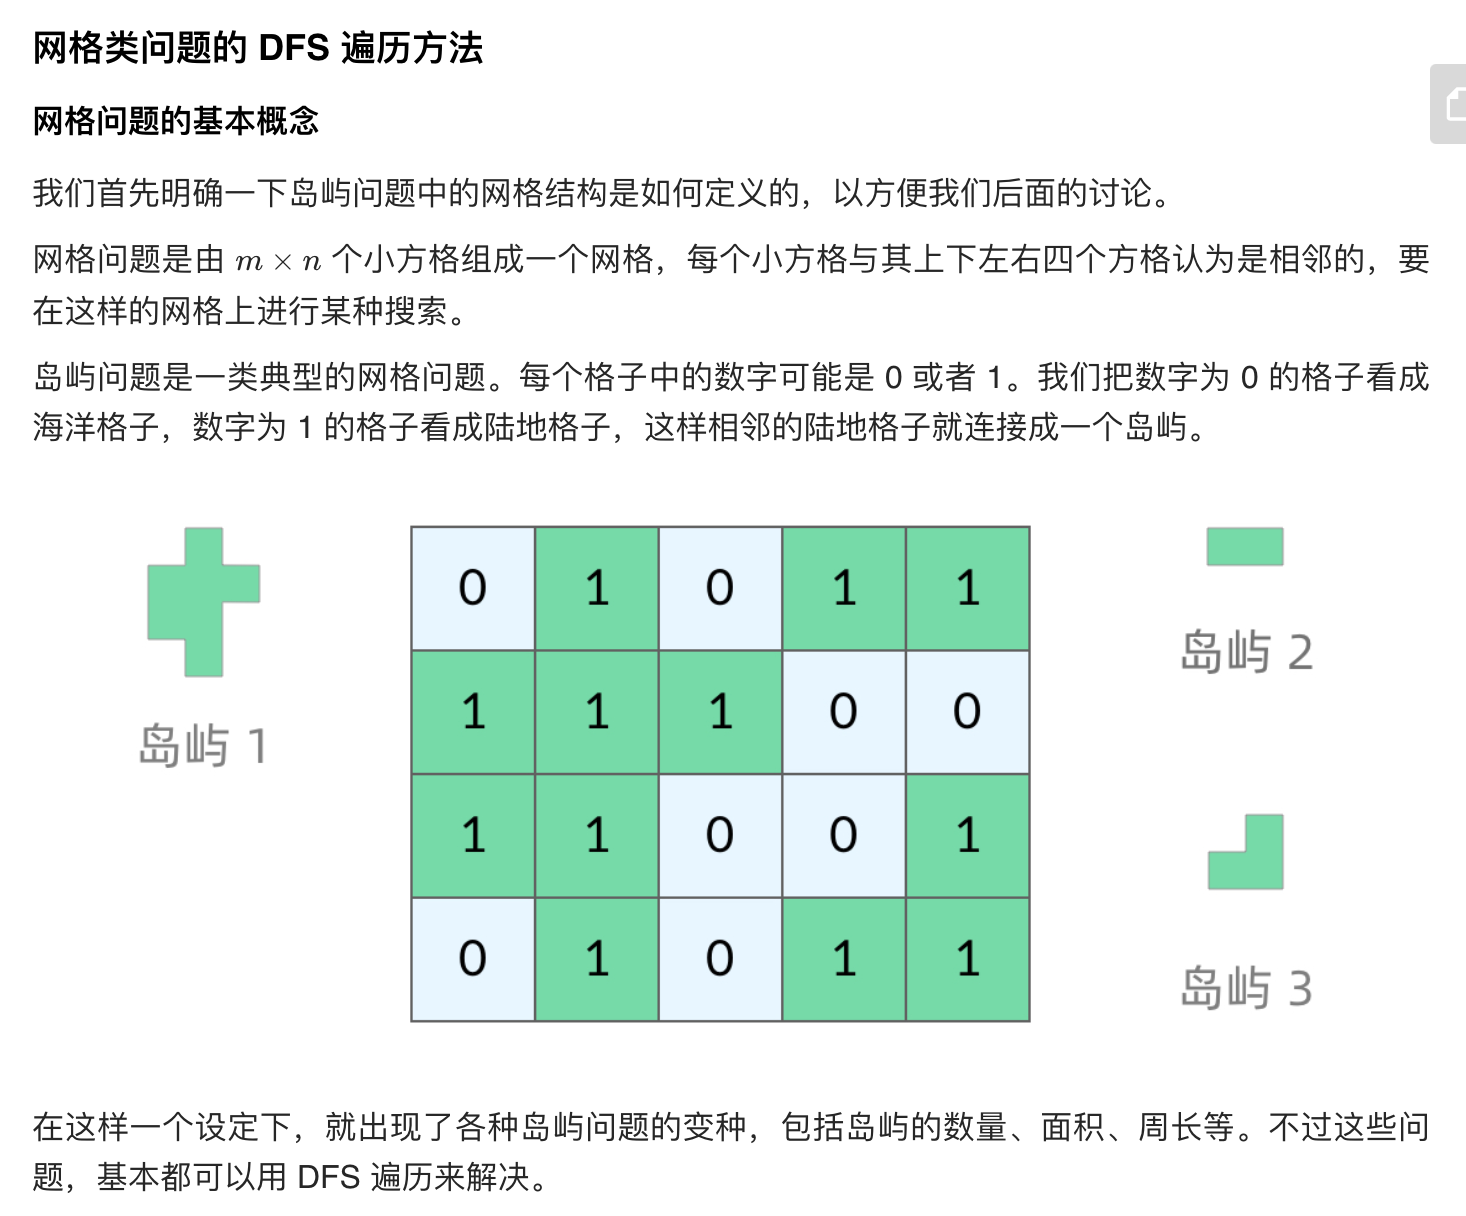 网格类问题的 DFS 遍历方法
网格问题的基本概念
我们首先明确一下岛屿问题中的网格结构是如何定义的，以方便我们后面的讨论。
网格问题是由 m × n 个小方格组成一个网格，每个小方格与其上下左右四个方格认为是相邻的，要
在这样的网格上进行某种搜索。
岛屿问题是一类典型的网格问题。每个格子中的数字可能是 0 或者 1。我们把数字为 0 的格子看成
海洋格子，数字为 1 的格子看成陆地格子，这样相邻的陆地格子就连接成一个岛屿。
0 1 0 1 1
1 1 1 0 0
1 1 0 0 1
0 1 0 1 1
岛屿 1
岛屿 2
岛屿 3
在这样一个设定下，就出现了各种岛屿问题的变种，包括岛屿的数量、面积、周长等。不过这些问
题，基本都可以用 DFS 遍历来解决。